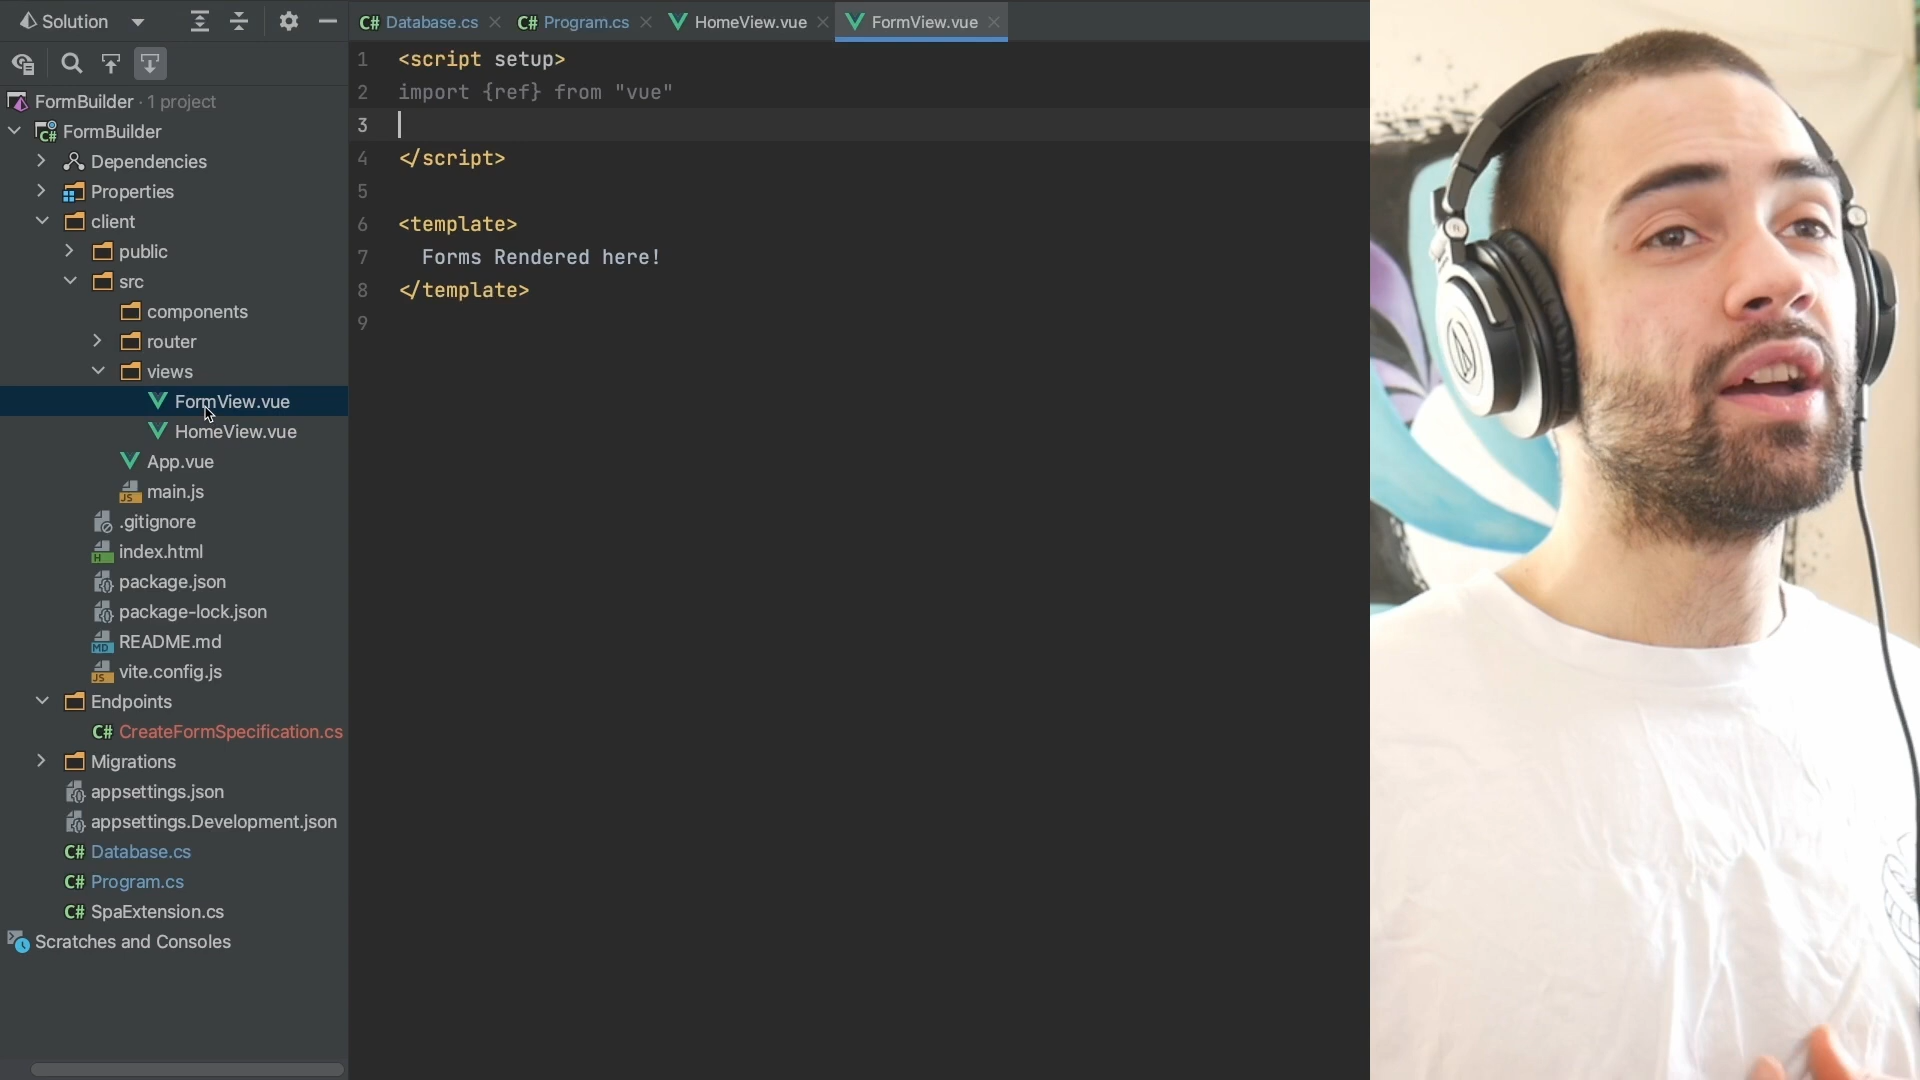 Solution
Database.cs
Program.cs
HomeView.vue
FormView.vue
FormBuilder · 1 project
FormBuilder
Dependencies
Properties
client
public
src
components
router
views
FormView.vue
HomeView.vue
App.vue
main.js
.gitignore
index.html
package.json
package-lock.json
README.md
vite.config.js
Endpoints
C# CreateFormSpecification.cs
Migrations
appsettings.json
appsettings.Development.json
C# Database.cs
C# Program.cs
C# SpaExtension.cs
Scratches and Consoles
1 <script setup>
2 import {ref} from "vue"
3
4 </script>
5
6 <template>
7 Forms Rendered here!
8 </template>
9